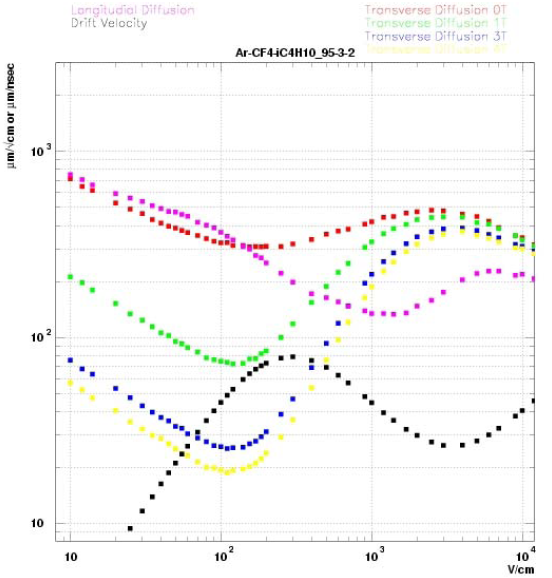 Longitudial Diffusion
Drift Velocity
Transverse Diffusion 0T
Transverse Diffusion 1T
Transverse Diffusion 3T
Transverse Diffusion 4T
Ar-CF4-iC4H10_95-3-2
μm/√cm or μm/nsec
10³
10²
10
10 10² 10³ 10⁴
V/cm